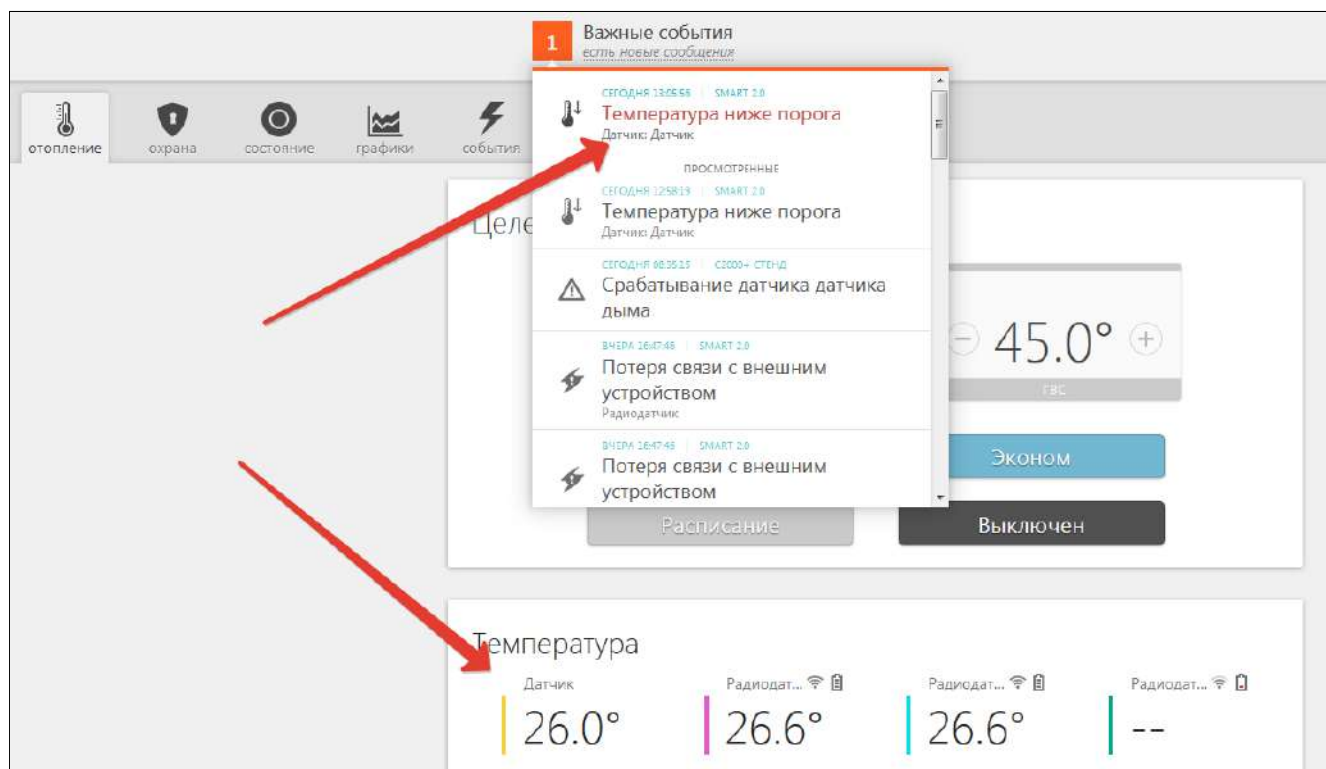 1
Важные события
есть новые сообщения
отопление
охрана
состояние
графики
события
СЕГОДНЯ 13:05:55 | SMART 2.0
Температура ниже порога
Датчик: Датчик
ПРОСМОТРЕННЫЕ
СЕГОДНЯ 12:58:19 | SMART 2.0
Температура ниже порога
Датчик: Датчик
СЕГОДНЯ 08:35:15 | С2000+ СТЕНД
Срабатывание датчика датчика
дыма
ВЧЕРА 16:47:45 | SMART 2.0
Потеря связи с внешним
устройством
Радиодатчик
ВЧЕРА 16:47:45 | SMART 2.0
Потеря связи с внешним
устройством
Целе
45.0°
ГВС
Эконом
Расписание
Выключен
Температура
Датчик
Радиодат...
Радиодат...
Радиодат...
26.0°
26.6°
26.6°
--